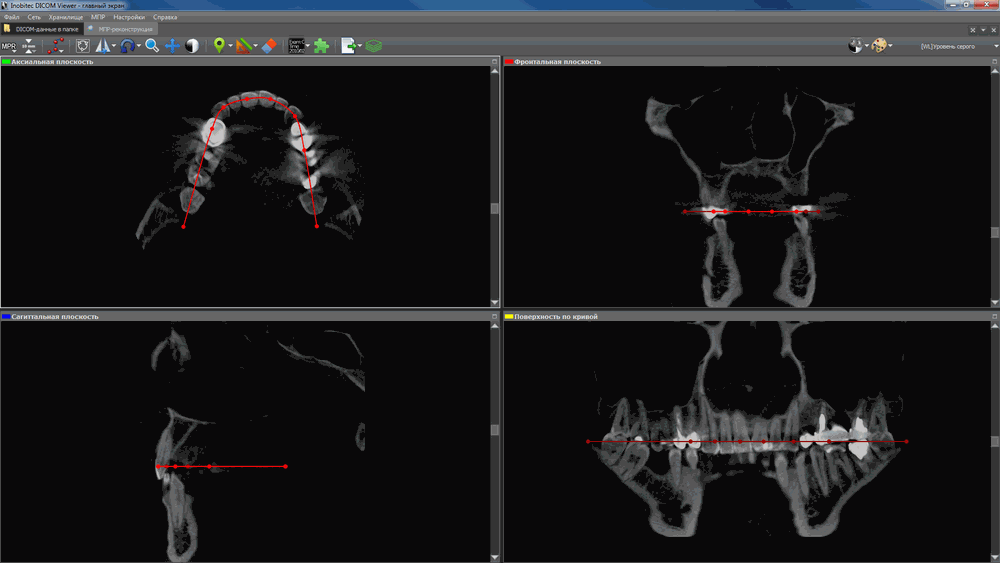 Inobitec DICOM Viewer - главный экран
Файл Сеть Хранилище МПР Настройки Справка
DICOM-данные в папке МПР-реконструкция
MPR [WL]Уровень серого
Аксиальная плоскость Фронтальная плоскость
Сагиттальная плоскость Поверхность по кривой